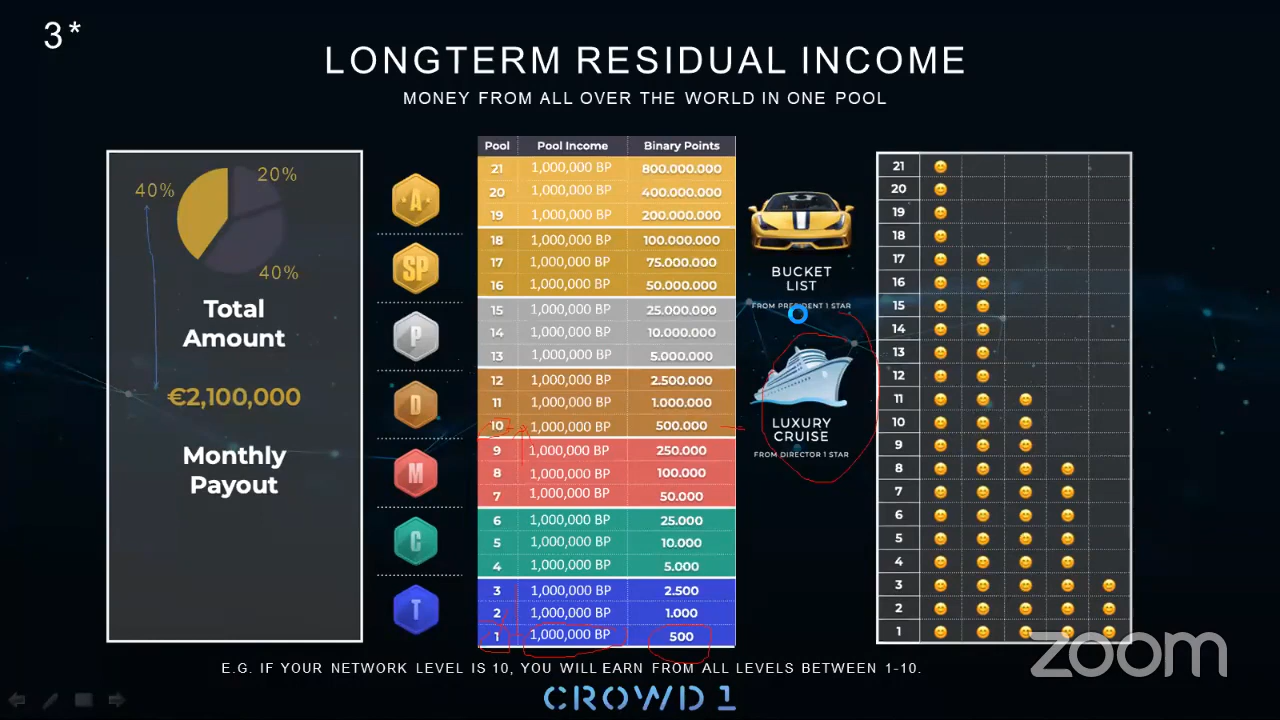 3*
LONGTERM RESIDUAL INCOME
MONEY FROM ALL OVER THE WORLD IN ONE POOL
40%
20%
40%
Total
Amount
€2,100,000
Monthly
Payout
A
SP
P
D
M
C
T
Pool Pool Income Binary Points
21 1,000,000 BP 800.000.000
20 1,000,000 BP 400.000.000
19 1,000,000 BP 200.000.000
18 1,000,000 BP 100.000.000
17 1,000,000 BP 75.000.000
16 1,000,000 BP 50.000.000
15 1,000,000 BP 25.000.000
14 1,000,000 BP 10.000.000
13 1,000,000 BP 5.000.000
12 1,000,000 BP 2.500.000
11 1,000,000 BP 1.000.000
10 1,000,000 BP 500.000
9 1,000,000 BP 250.000
8 1,000,000 BP 100.000
7 1,000,000 BP 50.000
6 1,000,000 BP 25.000
5 1,000,000 BP 10.000
4 1,000,000 BP 5.000
3 1,000,000 BP 2.500
2 1,000,000 BP 1.000
1 1,000,000 BP 500
BUCKET
LIST
FROM PRESIDENT 1 STAR
LUXURY
CRUISE
FROM DIRECTOR 1 STAR
21
20
19
18
17
16
15
14
13
12
11
10
9
8
7
6
5
4
3
2
1
E.G. IF YOUR NETWORK LEVEL IS 10, YOU WILL EARN FROM ALL LEVELS BETWEEN 1-10.
CROWD 1
zoom